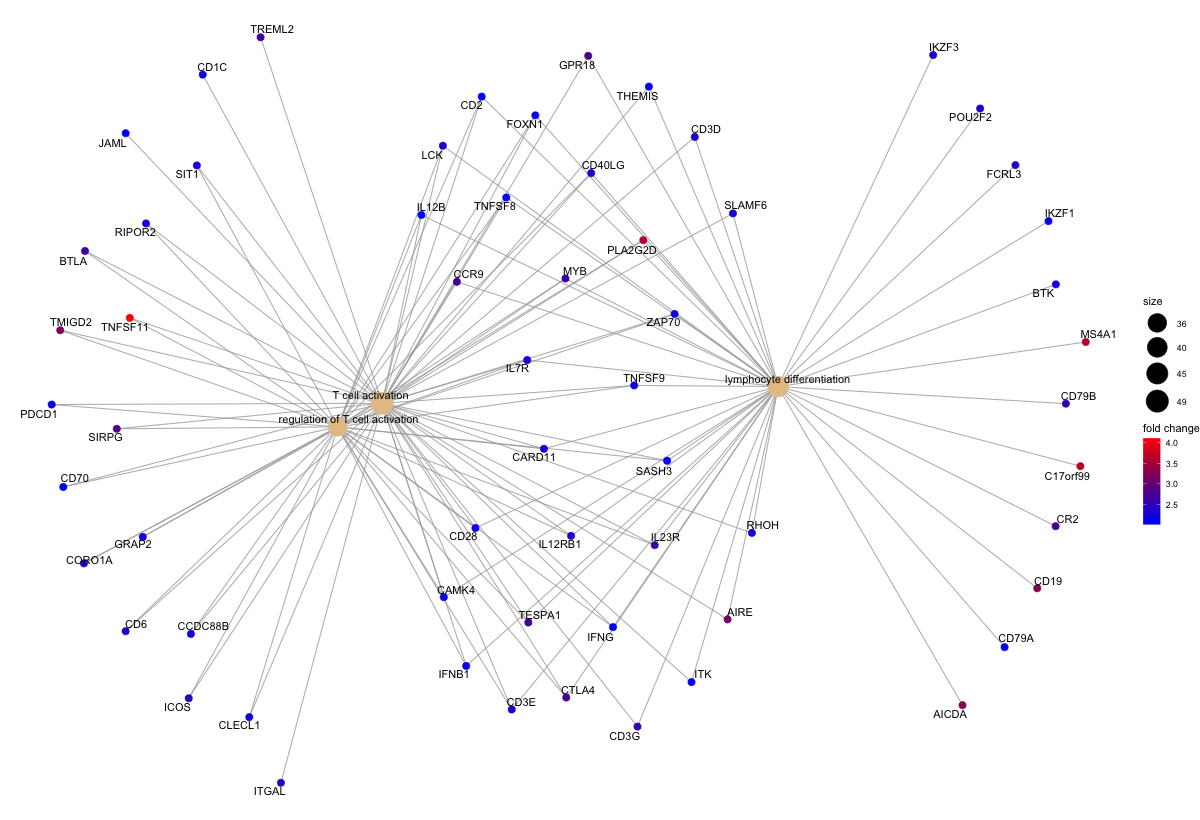 TREML2
IKZF3
CD1C
GPR18
THEMIS
CD2
POU2F2
FOXN1
CD3D
JAML
LCK
CD40LG
SIT1
FCRL3
IL12B
TNFSF8
SLAMF6
IKZF1
RIPOR2
PLA2G2D
BTLA
CCR9
MYB
BTK
TMIGD2
TNFSF11
ZAP70
MS4A1
IL7R
TNFSF9
lymphocyte differentiation
T cell activation
CD79B
PDCD1
regulation of T cell activation
SIRPG
CARD11
SASH3
C17orf99
CD70
CR2
GRAP2
CD28
IL12RB1
IL23R
RHOH
CORO1A
CD19
CAMK4
CD6
CCDC88B
TESPA1
IFNG
AIRE
CD79A
IFNB1
ITK
ICOS
CD3E
CTLA4
AICDA
CLECL1
CD3G
ITGAL
size
36
40
45
49
fold change
4.0
3.5
3.0
2.5